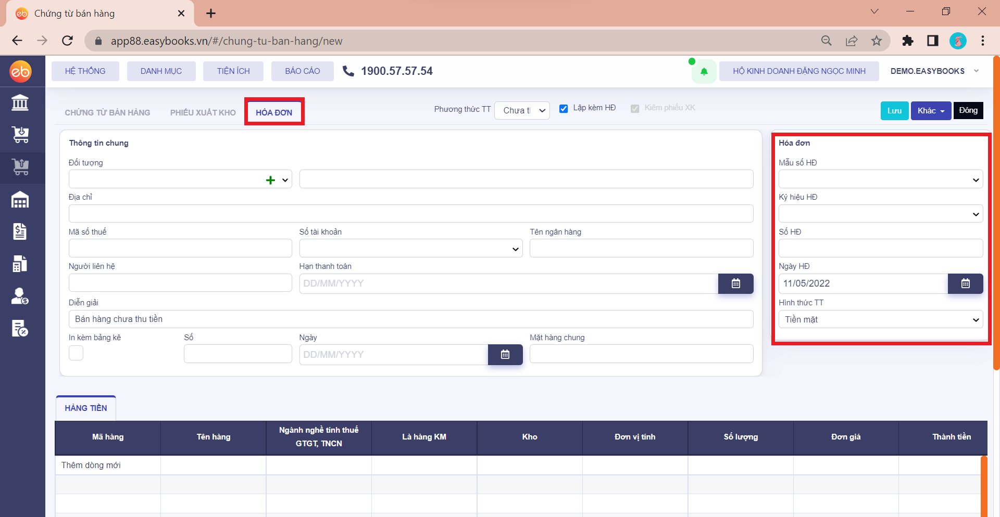 eb Chứng từ bán hàng
app88.easybooks.vn/#/chung-tu-ban-hang/new
eb
HỆ THỐNG DANH MỤC TIỆN ÍCH BÁO CÁO 1900.57.57.54 HỘ KINH DOANH ĐẶNG NGỌC MINH DEMO.EASYBOOKS
CHỨNG TỪ BÁN HÀNG PHIẾU XUẤT KHO HÓA ĐƠN Phương thức TT Chưa Lập kèm HĐ Kiêm phiếu XK Lưu Khác Đóng
Thông tin chung
Đối tượng
Địa chỉ
Mã số thuế Số tài khoản Tên ngân hàng
Người liên hệ Hạn thanh toán
DD/MM/YYYY
Diễn giải
Bán hàng chưa thu tiền
In kèm bảng kê Số Ngày Mặt hàng chung
DD/MM/YYYY
Hóa đơn
Mẫu số HĐ
Ký hiệu HĐ
Số HĐ
Ngày HĐ
11/05/2022
Hình thức TT
Tiền mặt
HÀNG TIỀN
Mã hàng Tên hàng Ngành nghề tính thuế GTGT, TNCN Là hàng KM Kho Đơn vị tính Số lượng Đơn giá Thành tiền
Thêm dòng mới